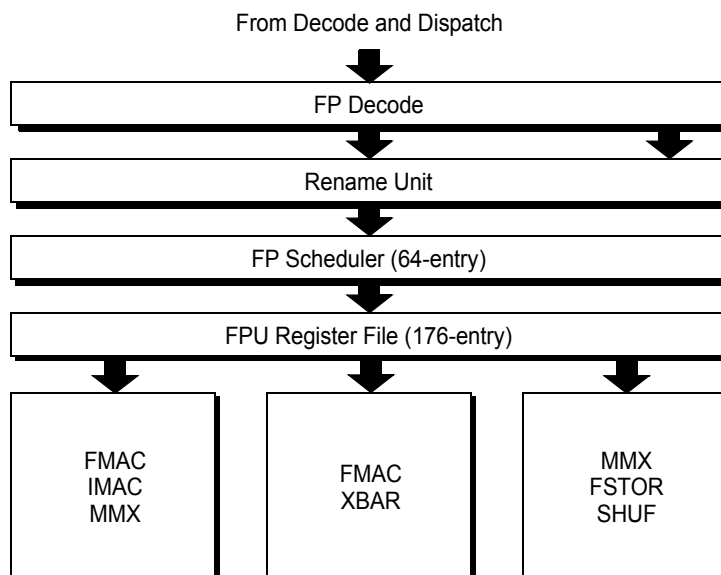 From Decode and Dispatch
FP Decode
Rename Unit
FP Scheduler (64-entry)
FPU Register File (176-entry)
FMAC
IMAC
MMX
FMAC
XBAR
MMX
FSTOR
SHUF